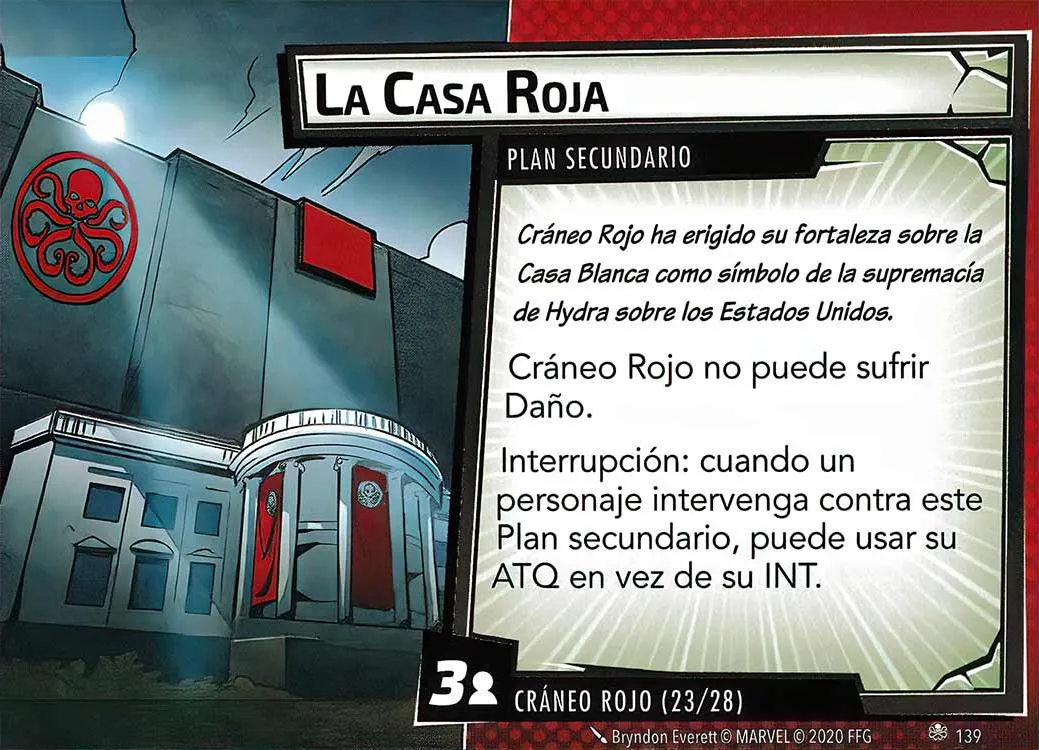 LA CASA ROJA
PLAN SECUNDARIO
Cráneo Rojo ha erigido su fortaleza sobre la
Casa Blanca como símbolo de la supremacía
de Hydra sobre los Estados Unidos.
Cráneo Rojo no puede sufrir
Daño.
Interrupción: cuando un
personaje intervenga contra este
Plan secundario, puede usar su
ATQ en vez de su INT.
3
CRÁNEO ROJO (23/28)
Bryndon Everett © MARVEL © 2020 FFG 139